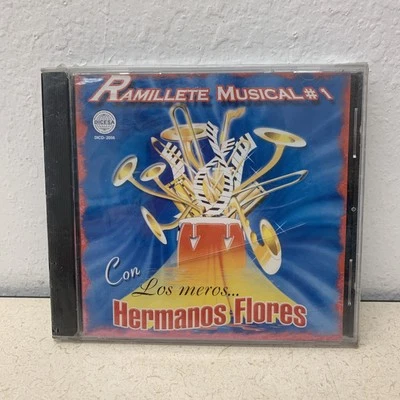 RAMILLETE MUSICAL #1
DICESA
Con
Los meros...
Hermanos Flores